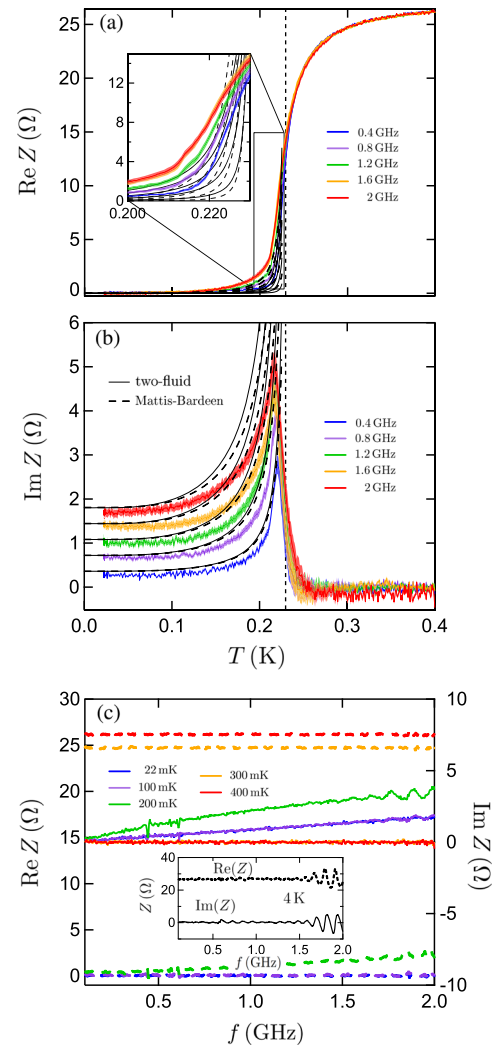 (a)
25
20
15
10
5
0
Re Z (Ω)
12
8
4
0
0.200
0.220
0.4 GHz
0.8 GHz
1.2 GHz
1.6 GHz
2 GHz
(b)
6
5
4
3
2
1
0
Im Z (Ω)
two-fluid
Mattis-Bardeen
0.4 GHz
0.8 GHz
1.2 GHz
1.6 GHz
2 GHz
0.0 0.1 0.2 0.3 0.4
T (K)
(c)
30
25
20
15
10
5
0
Re Z (Ω)
10
5
0
-5
-10
Im Z (Ω)
22 mK
100 mK
200 mK
300 mK
400 mK
40
20
0
Z (Ω)
Re(Z)
Im(Z)
4 K
0.5 1.0 1.5 2.0
f (GHz)
0.5 1.0 1.5 2.0
f (GHz)